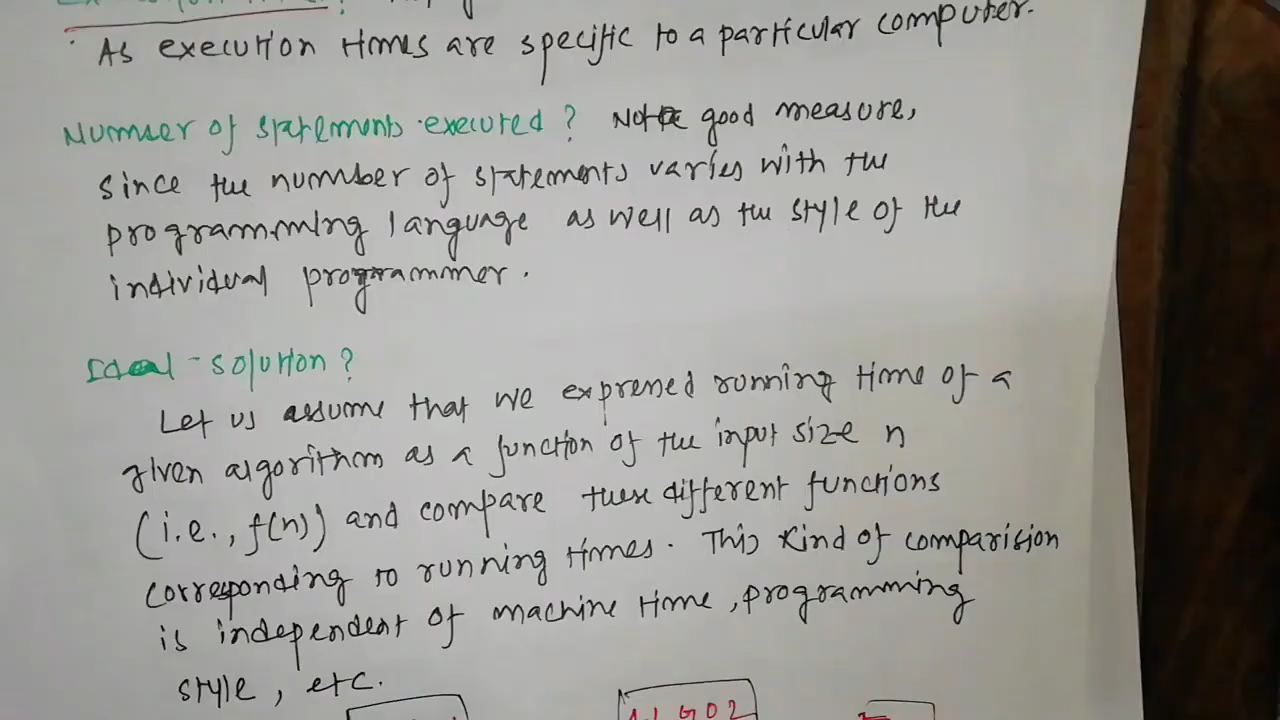 · As execution times are specific to a particular computer.
Number of statements executed? Not a good measure,
since the number of statements varies with the
programming language as well as the style of the
individual programmer.
Ideal-solution?
Let us assume that we expressed running time of a
given algorithm as a function of the input size n
(i.e., f(n)) and compare these different functions
corresponding to running times. This kind of comparision
is independent of machine time, programming
style, etc.
ALGO2